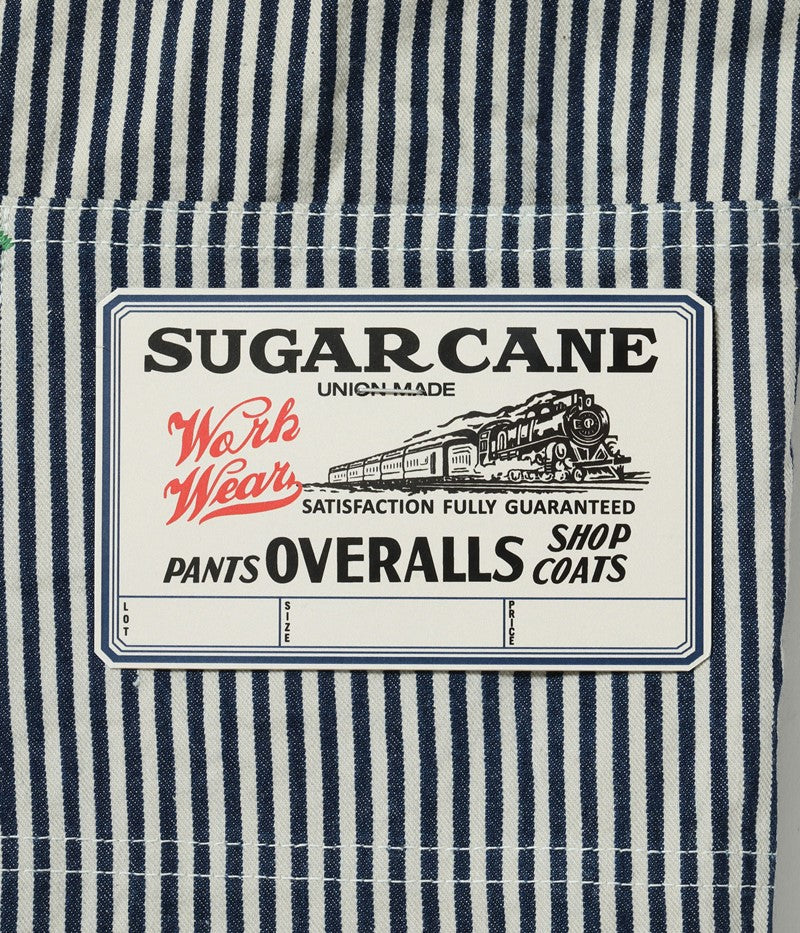 SUGAR CANE
UNION MADE
Work
Wear
SATISFACTION FULLY GUARANTEED
PANTS OVERALLS SHOP COATS
LOT SIZE PRICE